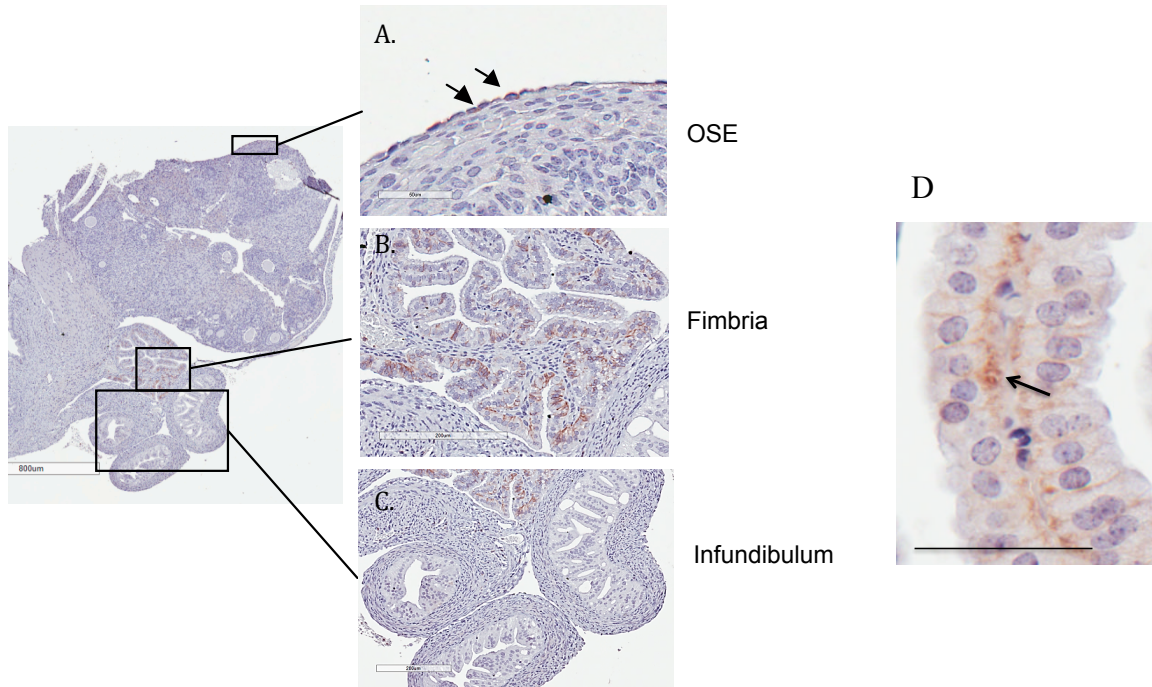 A.
OSE
50um
D
B.
Fimbria
200um
800um
C.
Infundibulum
200um